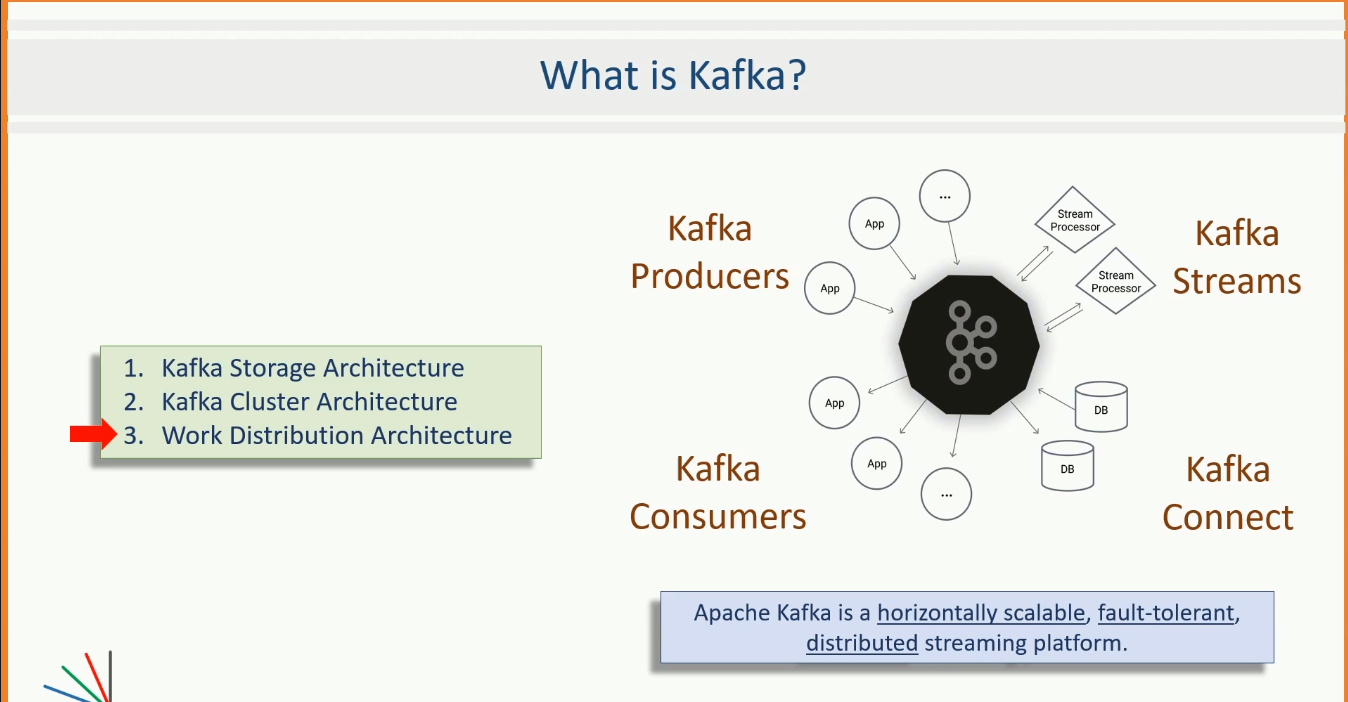 What is Kafka?
1. Kafka Storage Architecture
2. Kafka Cluster Architecture
3. Work Distribution Architecture
Kafka
Producers
App
App
...
Stream
Processor
Stream
Processor
Kafka
Streams
Kafka
Consumers
App
App
...
DB
DB
Kafka
Connect
Apache Kafka is a horizontally scalable, fault-tolerant,
distributed streaming platform.